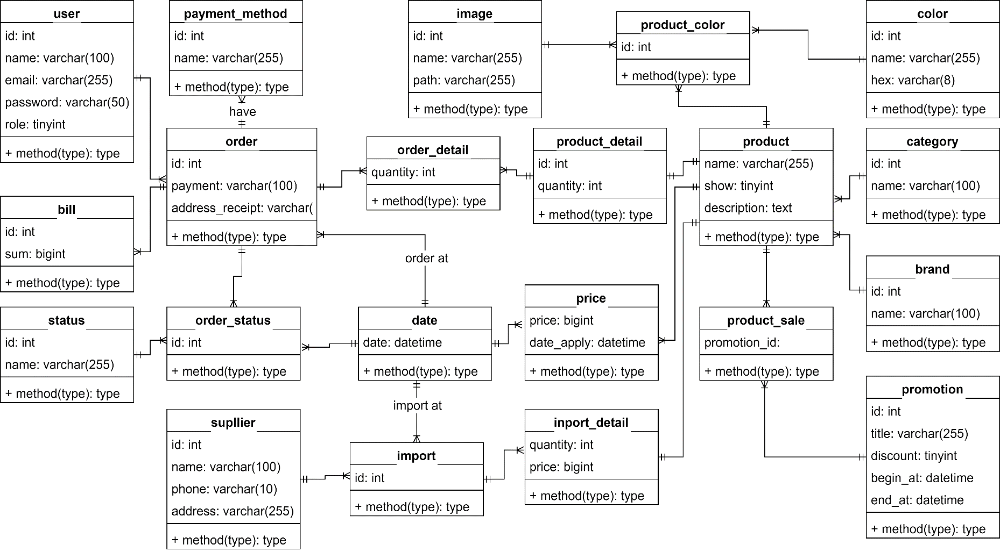 user
id: int
name: varchar(100)
email: varchar(255)
password: varchar(50)
role: tinyint
+ method(type): type
payment_method
id: int
name: varchar(255)
+ method(type): type
have
image
id: int
name: varchar(255)
path: varchar(255)
+ method(type): type
product_color
id: int
+ method(type): type
color
id: int
name: varchar(255)
hex: varchar(8)
+ method(type): type
order
id: int
payment: varchar(100)
address_receipt: varchar(
+ method(type): type
order_detail
quantity: int
+ method(type): type
product_detail
id: int
quantity: int
+ method(type): type
product
name: varchar(255)
show: tinyint
description: text
+ method(type): type
category
id: int
name: varchar(100)
+ method(type): type
bill
id: int
sum: bigint
+ method(type): type
order at
brand
id: int
name: varchar(100)
+ method(type): type
status
id: int
name: varchar(255)
+ method(type): type
order_status
id: int
+ method(type): type
date
date: datetime
+ method(type): type
price
price: bigint
date_apply: datetime
+ method(type): type
product_sale
promotion_id:
+ method(type): type
import at
promotion
id: int
title: varchar(255)
discount: tinyint
begin_at: datetime
end_at: datetime
+ method(type): type
supllier
id: int
name: varchar(100)
phone: varchar(10)
address: varchar(255)
+ method(type): type
import
id: int
+ method(type): type
inport_detail
quantity: int
price: bigint
+ method(type): type